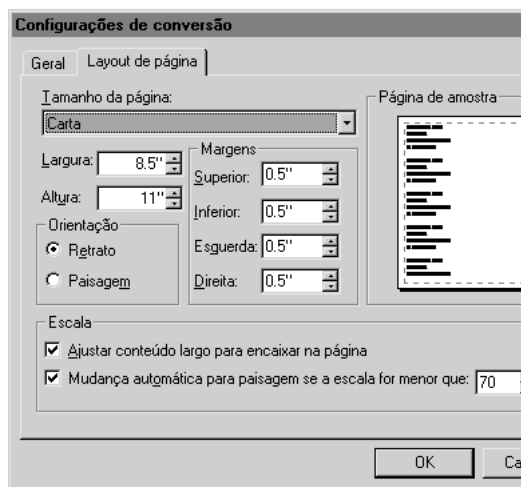 Configurações de conversão
Geral
Layout de página
Tamanho da página:
Carta
Largura: 8.5"
Altura: 11"
Orientação
Retrato
Paisagem
Margens
Superior: 0.5"
Inferior: 0.5"
Esguerda: 0.5"
Direita: 0.5"
Página de amostra
Escala
Ajustar conteúdo largo para encaixar na página
Mudança automática para paisagem se a escala for menor que: 70
OK
Ca